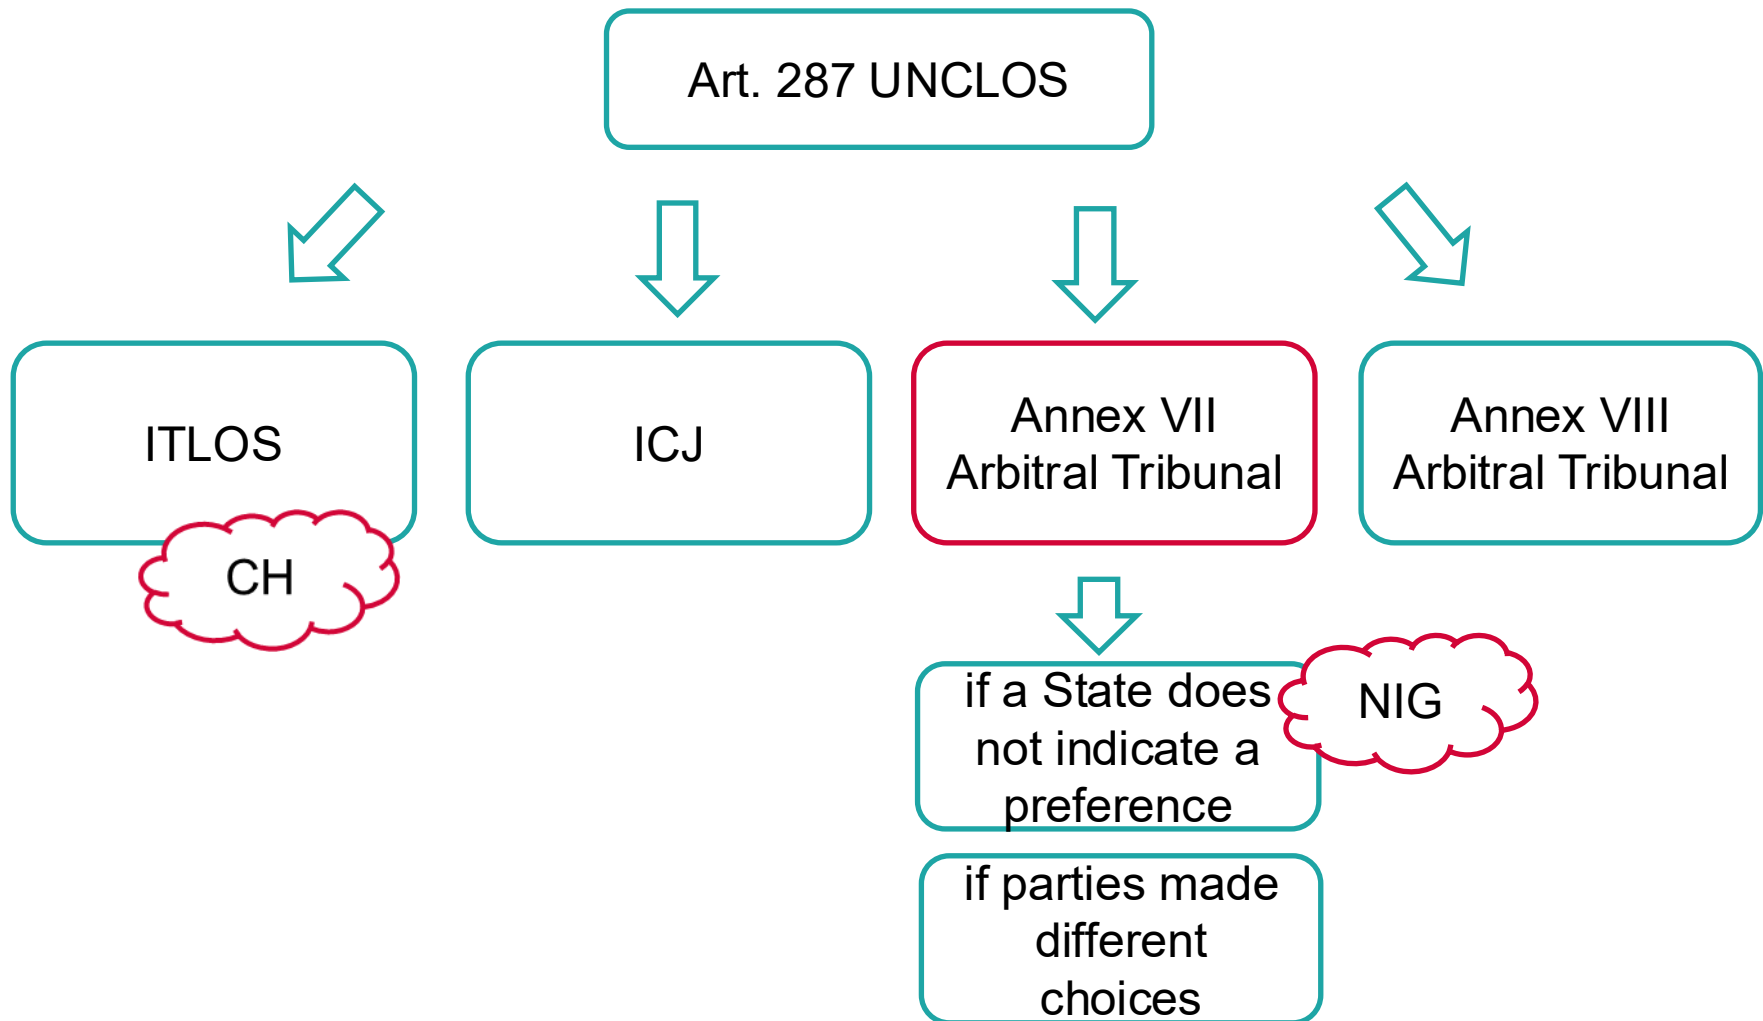 Art. 287 UNCLOS
ITLOS
CH
ICJ
Annex VII
Arbitral Tribunal
Annex VIII
Arbitral Tribunal
if a State does
not indicate a
preference
NIG
if parties made
different
choices